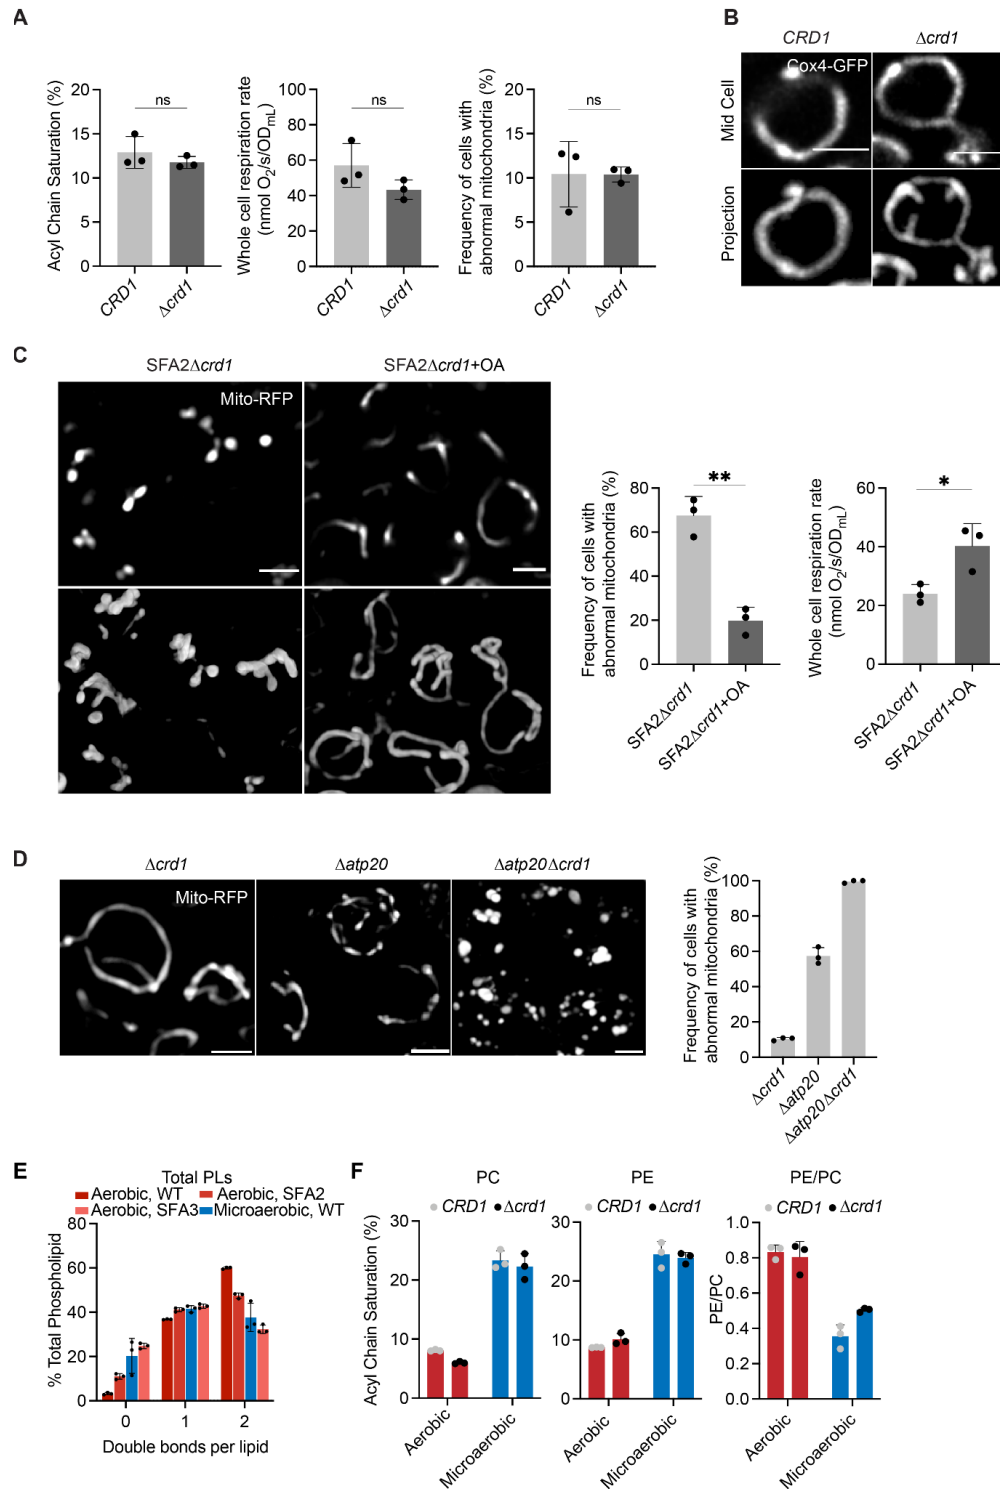 A
Acyl Chain Saturation (%)
20
15
10
5
0
ns
CRD1
Δcrd1
Whole cell respiration rate
(nmol O2/s/ODmL)
100
80
60
40
20
0
ns
CRD1
Δcrd1
Frequency of cells with
abnormal mitochondria (%)
20
15
10
5
0
ns
CRD1
Δcrd1
B
CRD1
Δcrd1
Cox4-GFP
Mid Cell
Projection
C
SFA2Δcrd1
SFA2Δcrd1+OA
Mito-RFP
Frequency of cells with
abnormal mitochondria (%)
80
60
40
20
0
**
SFA2Δcrd1
SFA2Δcrd1+OA
Whole cell respiration rate
(nmol O2/s/ODmL)
60
40
20
0
*
SFA2Δcrd1
SFA2Δcrd1+OA
D
Δcrd1
Δatp20
Δatp20Δcrd1
Mito-RFP
Frequency of cells with
abnormal mitochondria (%)
100
80
60
40
20
0
Δcrd1
Δatp20
Δatp20Δcrd1
E
Total PLs
Aerobic, WT
Aerobic, SFA2
Aerobic, SFA3
Microaerobic, WT
% Total Phospholipid
80
60
40
20
0
0
1
2
Double bonds per lipid
F
PC
CRD1
Δcrd1
Acyl Chain Saturation (%)
30
20
10
0
Aerobic
Microaerobic
PE
CRD1
Δcrd1
30
20
10
0
Aerobic
Microaerobic
PE/PC
CRD1
Δcrd1
PE/PC
1.0
0.8
0.6
0.4
0.2
0.0
Aerobic
Microaerobic